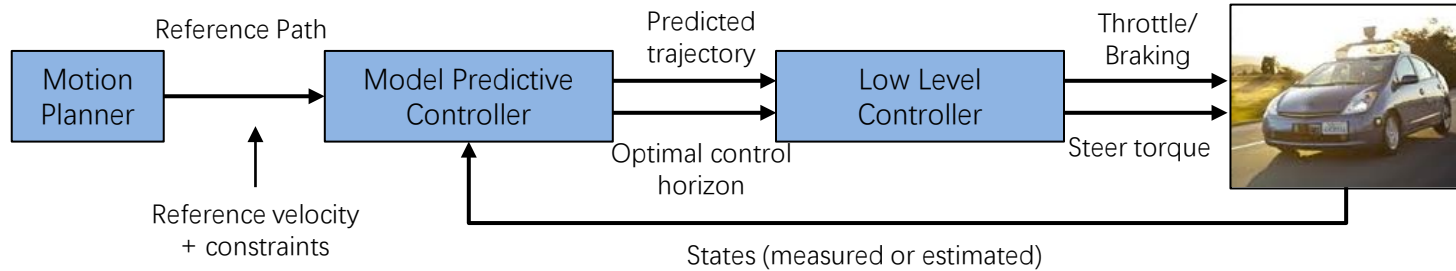 Reference Path
Motion
Planner
Reference velocity
+ constraints
Model Predictive
Controller
Predicted
trajectory
Optimal control
horizon
Low Level
Controller
Throttle/
Braking
Steer torque
States (measured or estimated)